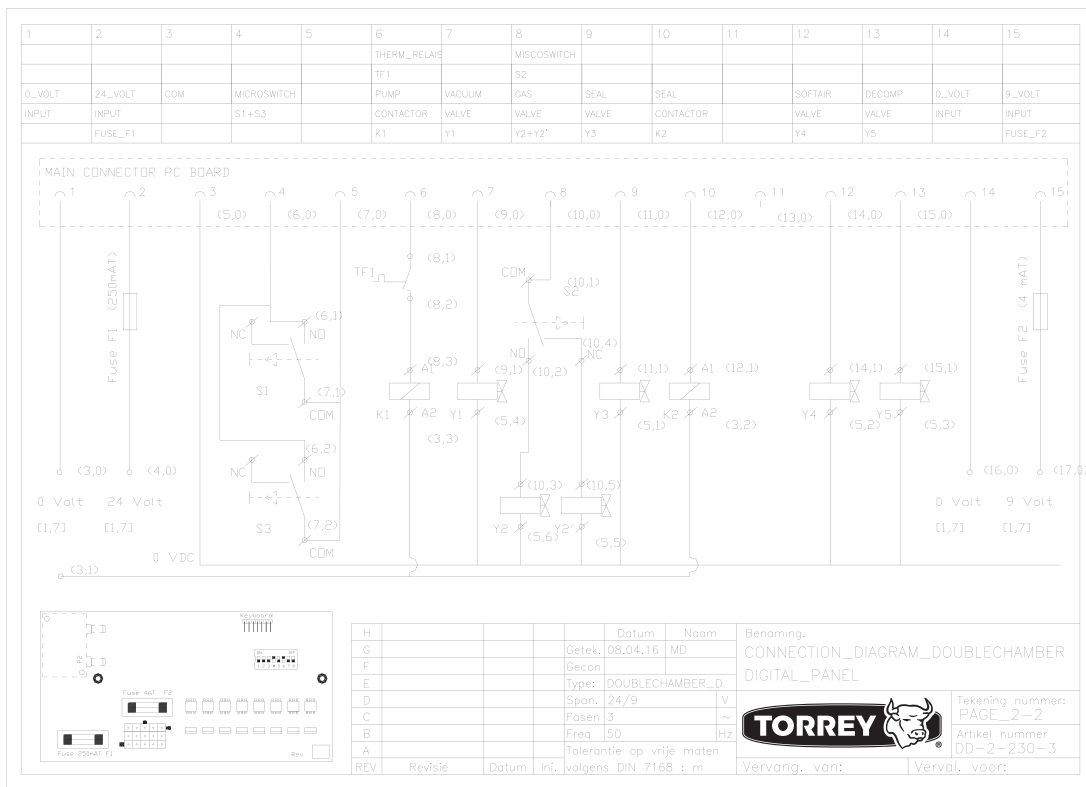 1 2 3 4 5 6 7 8 9 10 11 12 13 14 15
THERM_RELAIS MISCOSWITCH
TF1 S2
0_VOLT 24_VOLT COM MICROSWITCH PUMP VACUUM GAS SEAL SEAL SOFTAIR DECOMP 0_VOLT 9_VOLT
INPUT INPUT S1+S3 CONTACTOR VALVE VALVE VALVE CONTACTOR VALVE VALVE INPUT INPUT
FUSE_F1 K1 Y1 Y2+Y2' Y3 K2 Y4 Y5 FUSE_F2
MAIN CONNECTOR PC BOARD
1 2 3 4 5 6 7 8 9 10 11 12 13 14 15
(5,0) (6,0) (7,0) (8,0) (9,0) (10,0) (11,0) (12,0) (13,0) (14,0) (15,0)
Fuse F1 (250mAT)
TF1 (8,1)
(8,2)
COM (10,1)
S2
Fuse F2 (4 mAT)
NC (6,1) NO
S1 (7,1)
COM
NO (10,2) (10,4) NC
(8,3) A1 (9,1) (11,1) A1 (12,1) (14,1) (15,1)
K1 A2 Y1 (5,4) Y3 (5,1) K2 A2 Y4 (5,2) Y5 (5,3)
(3,3) (3,2)
(6,2)
NC NO
S3 (7,2)
COM
(10,3) (10,5)
Y2 (5,6) Y2' (5,5)
(3,0) (4,0) (16,0) (17,0)
0 Volt 24 Volt 0 Volt 9 Volt
[1,7] [1,7] [1,7] [1,7]
0 VDC
(3,1)
Keyboard
P2
Fuse 4AT F2
Fuse 250mAT F1
Rev
1 2 3 4 5 6 7 8
H Datum Naam
G Getek. 08.04.16 MD
F Gecon
E Type: DOUBLECHAMBER_D
D Span. 24/9 V
C Fasen 3 ~
B Freq 50 Hz
A Tolerantie op vrije maten
REV Revisie Datum Ini. volgens DIN 7168 : m
Benaming.
CONNECTION_DIAGRAM_DOUBLECHAMBER
DIGITAL_PANEL
TORREY ®
Tekening nummer:
PAGE_2-2
Artikel nummer
DD-2-230-3
Vervang. van: Verval. voor: